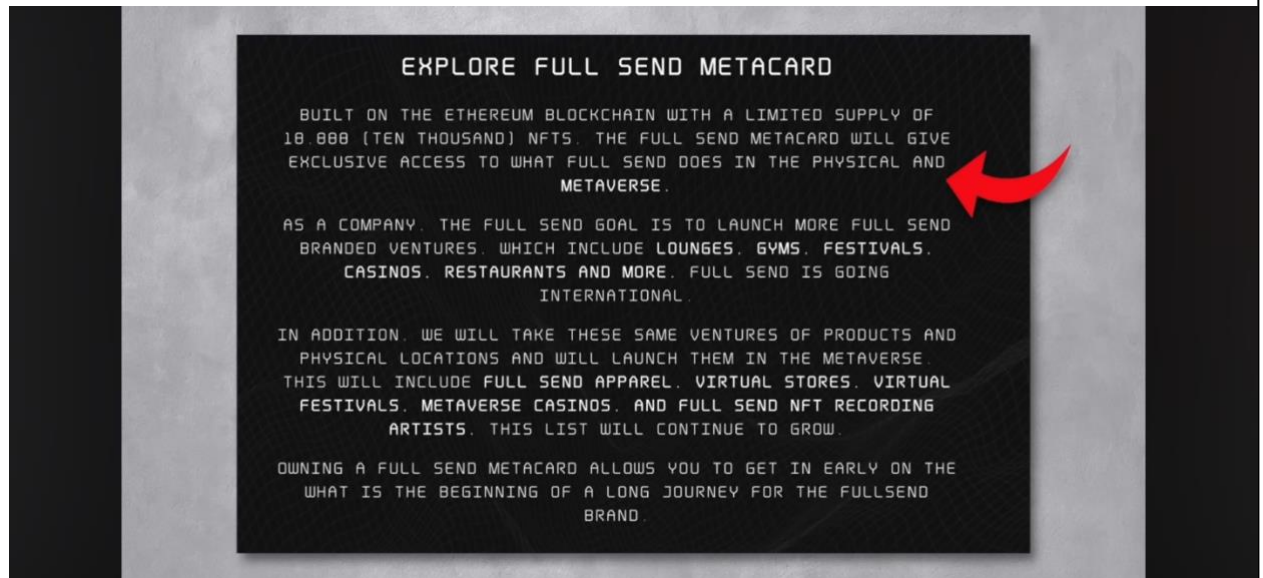 EXPLORE FULL SEND METACARD
BUILT ON THE ETHEREUM BLOCKCHAIN WITH A LIMITED SUPPLY OF
10.000 (TEN THOUSAND) NFTS. THE FULL SEND METACARD WILL GIVE
EXCLUSIVE ACCESS TO WHAT FULL SEND DOES IN THE PHYSICAL AND
METAVERSE.
AS A COMPANY. THE FULL SEND GOAL IS TO LAUNCH MORE FULL SEND
BRANDED VENTURES. WHICH INCLUDE LOUNGES. GYMS. FESTIVALS.
CASINOS. RESTAURANTS AND MORE. FULL SEND IS GOING
INTERNATIONAL.
IN ADDITION. WE WILL TAKE THESE SAME VENTURES OF PRODUCTS AND
PHYSICAL LOCATIONS AND WILL LAUNCH THEM IN THE METAVERSE.
THIS WILL INCLUDE FULL SEND APPAREL. VIRTUAL STORES. VIRTUAL
FESTIVALS. METAVERSE CASINOS. AND FULL SEND NFT RECORDING
ARTISTS. THIS LIST WILL CONTINUE TO GROW.
OWNING A FULL SEND METACARD ALLOWS YOU TO GET IN EARLY ON THE
WHAT IS THE BEGINNING OF A LONG JOURNEY FOR THE FULLSEND
BRAND.